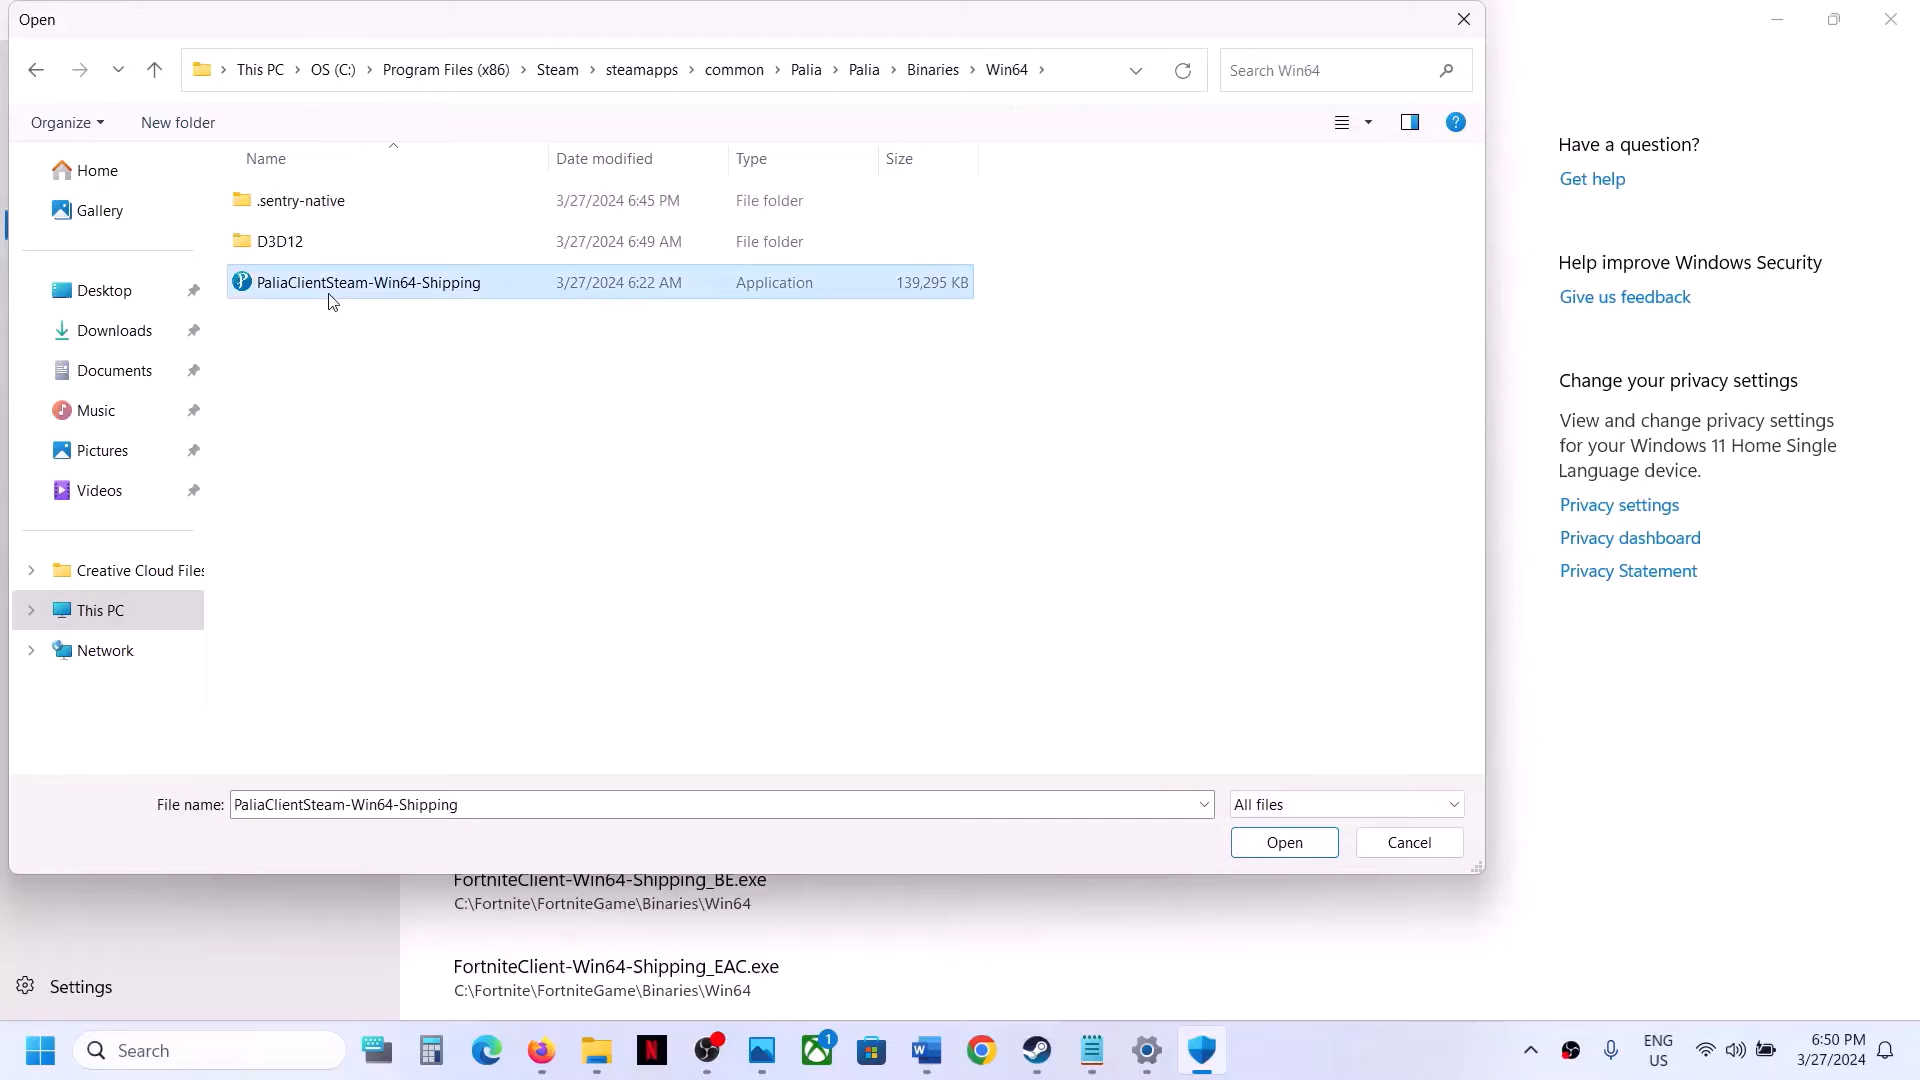 Open
This PC > OS (C:) > Program Files (x86) > Steam > steamapps > common > Palia > Palia > Binaries > Win64 >
Search Win64
Organize
New folder
Name
Date modified
Type
Size
Home
Gallery
Desktop
Downloads
Documents
Music
Pictures
Videos
Creative Cloud Files
This PC
Network
.sentry-native 3/27/2024 6:45 PM File folder
D3D12 3/27/2024 6:49 AM File folder
PaliaClientSteam-Win64-Shipping 3/27/2024 6:22 AM Application 139,295 KB
File name: PaliaClientSteam-Win64-Shipping
All files
Open
Cancel
Have a question?
Get help
Help improve Windows Security
Give us feedback
Change your privacy settings
View and change privacy settings
for your Windows 11 Home Single
Language device.
Privacy settings
Privacy dashboard
Privacy Statement
FortniteClient-Win64-Shipping_BE.exe
C:\Fortnite\FortniteGame\Binaries\Win64
FortniteClient-Win64-Shipping_EAC.exe
C:\Fortnite\FortniteGame\Binaries\Win64
Settings
Search
1
ENG
US
6:50 PM
3/27/2024